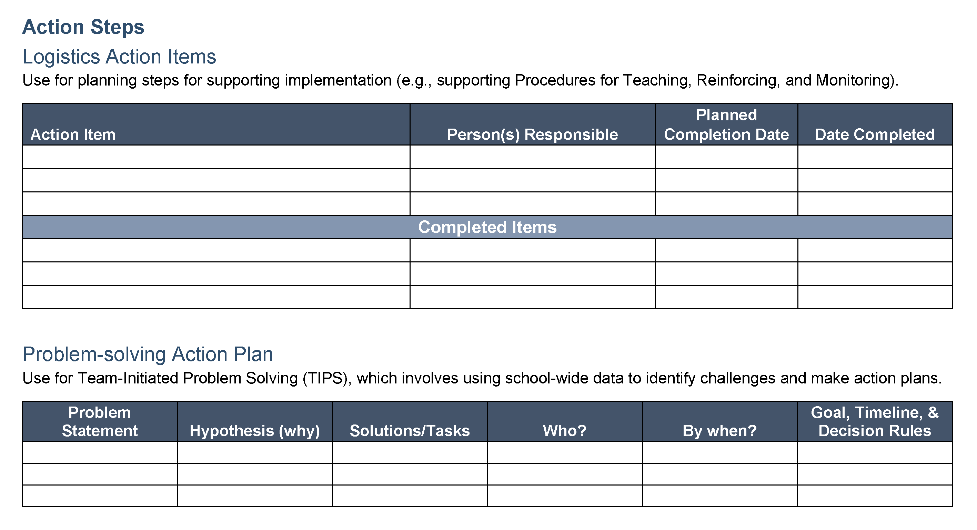 Action Steps
Logistics Action Items
Use for planning steps for supporting implementation (e.g., supporting Procedures for Teaching, Reinforcing, and Monitoring).
Action Item
Person(s) Responsible
Planned
Completion Date
Date Completed
Completed Items
Problem-solving Action Plan
Use for Team-Initiated Problem Solving (TIPS), which involves using school-wide data to identify challenges and make action plans.
Problem
Statement
Hypothesis (why)
Solutions/Tasks
Who?
By when?
Goal, Timeline, &
Decision Rules